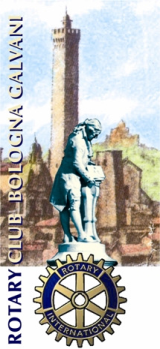 ROTARY CLUB BOLOGNA GALVANI
ROTARY
INTERNATIONAL